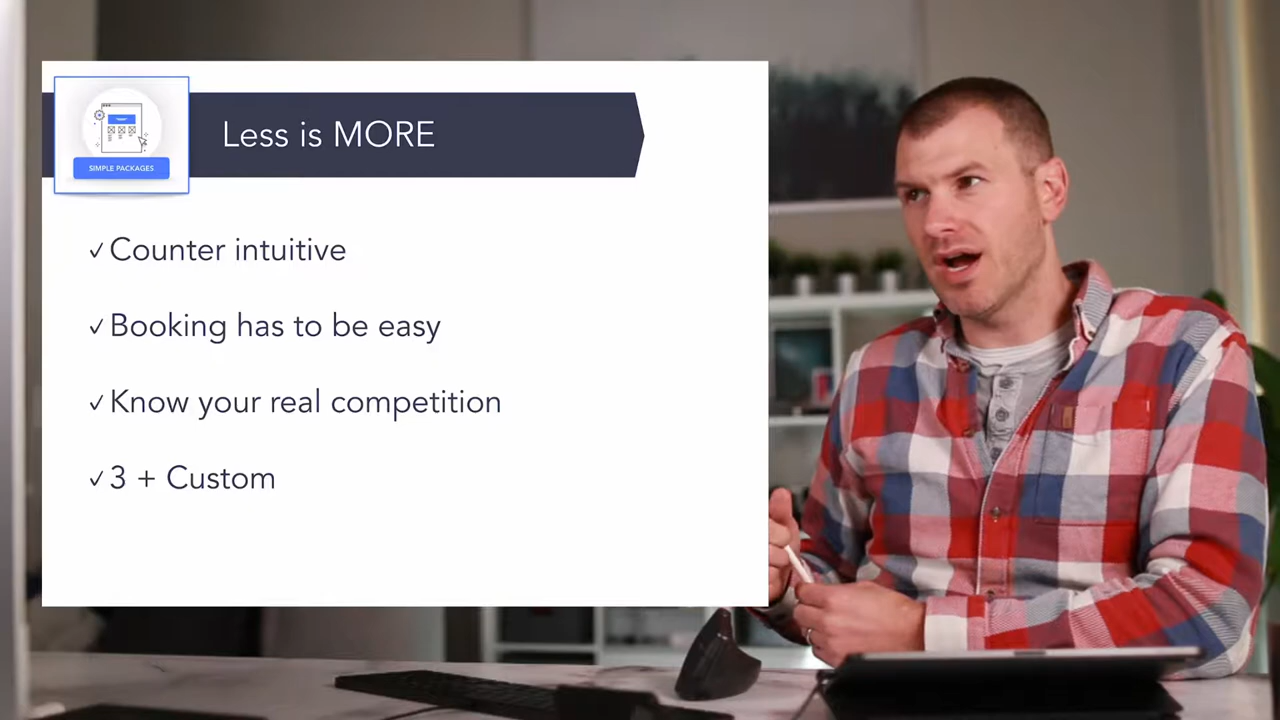 Less is MORE
SIMPLE PACKAGES
✓Counter intuitive
✓Booking has to be easy
✓Know your real competition
✓3 + Custom